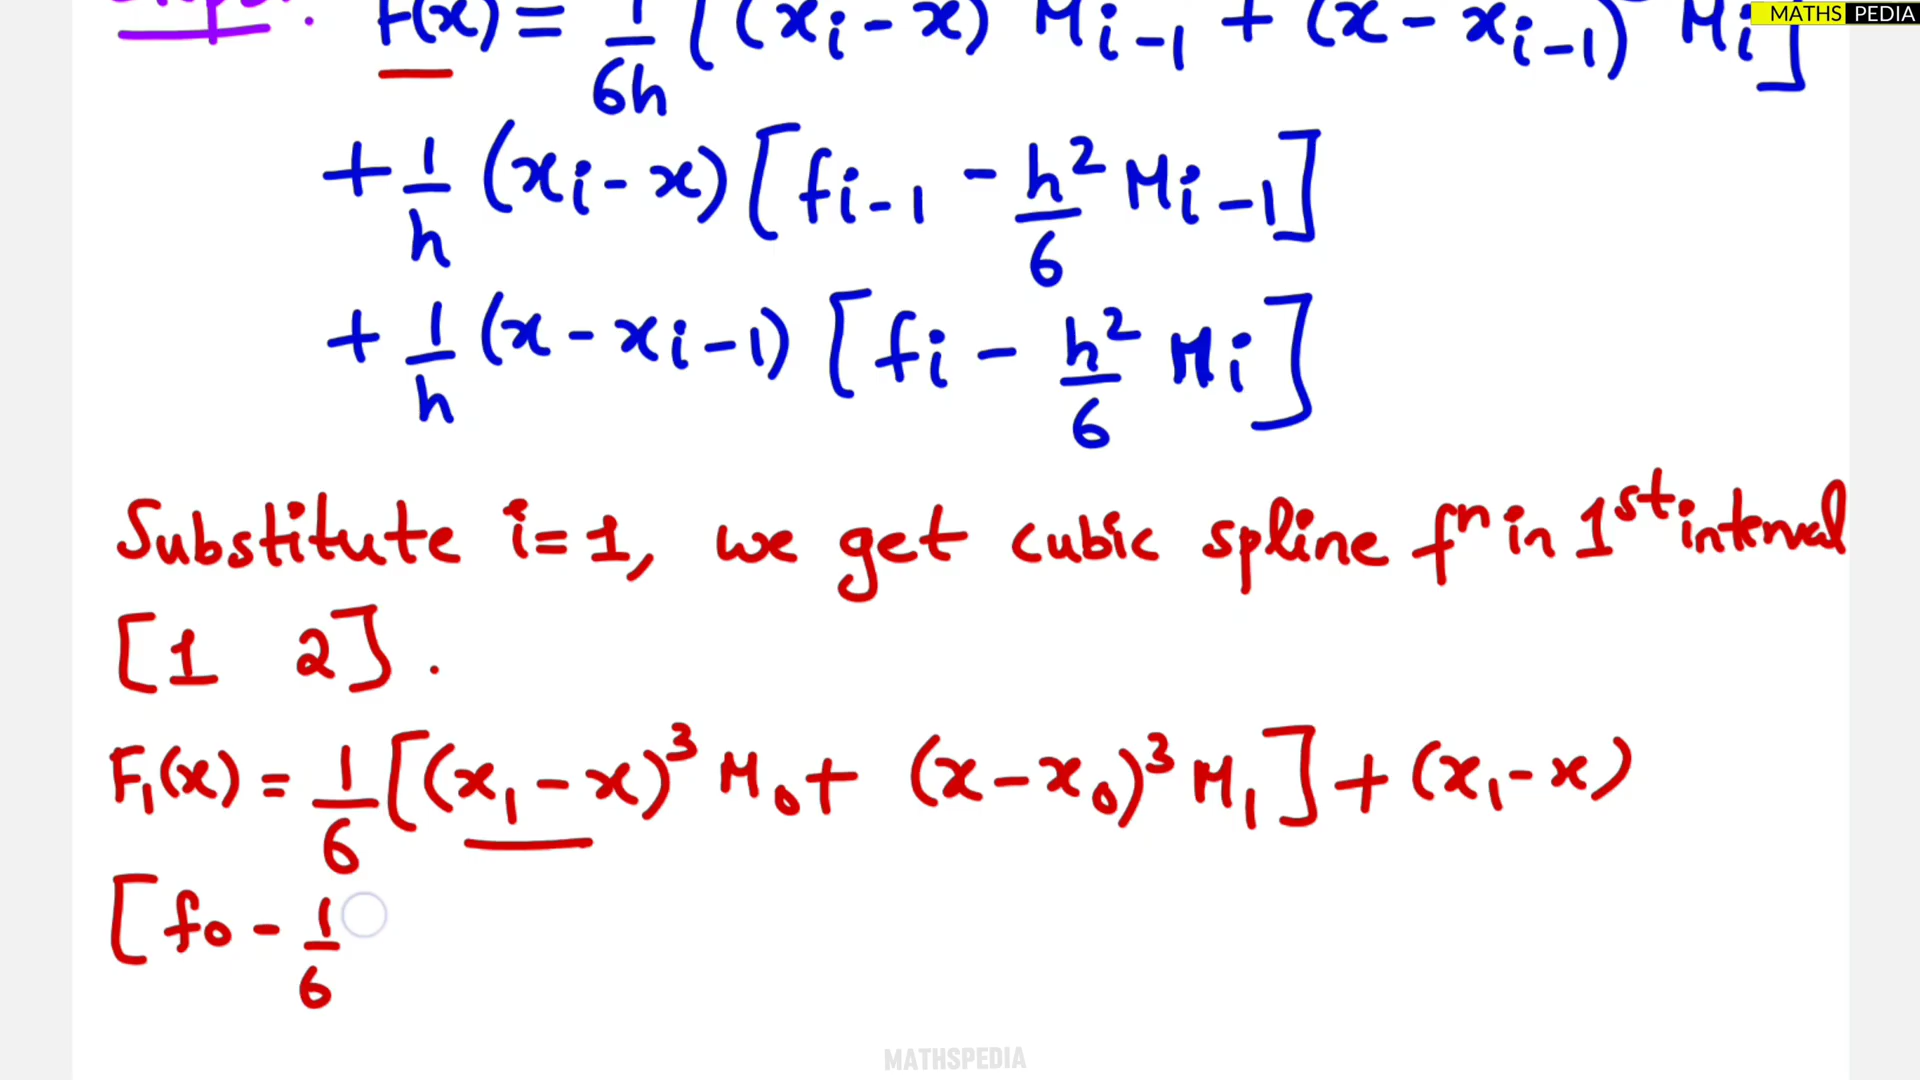 MATHS PEDIA
F(x) = 1/6h [(xᵢ - x) Mᵢ₋₁ + (x - xᵢ₋₁) Mᵢ]
+ 1/h (xᵢ - x) [fᵢ₋₁ - h²/6 Mᵢ₋₁]
+ 1/h (x - xᵢ₋₁) [fᵢ - h²/6 Mᵢ]
Substitute i=1, we get cubic spline fⁿ in 1ˢᵗ interval
[1 2].
F₁(x) = 1/6 [(x₁ - x)³ M₀ + (x - x₀)³ M₁] + (x₁ - x)
[f₀ - 1/6
MATHSPEDIA